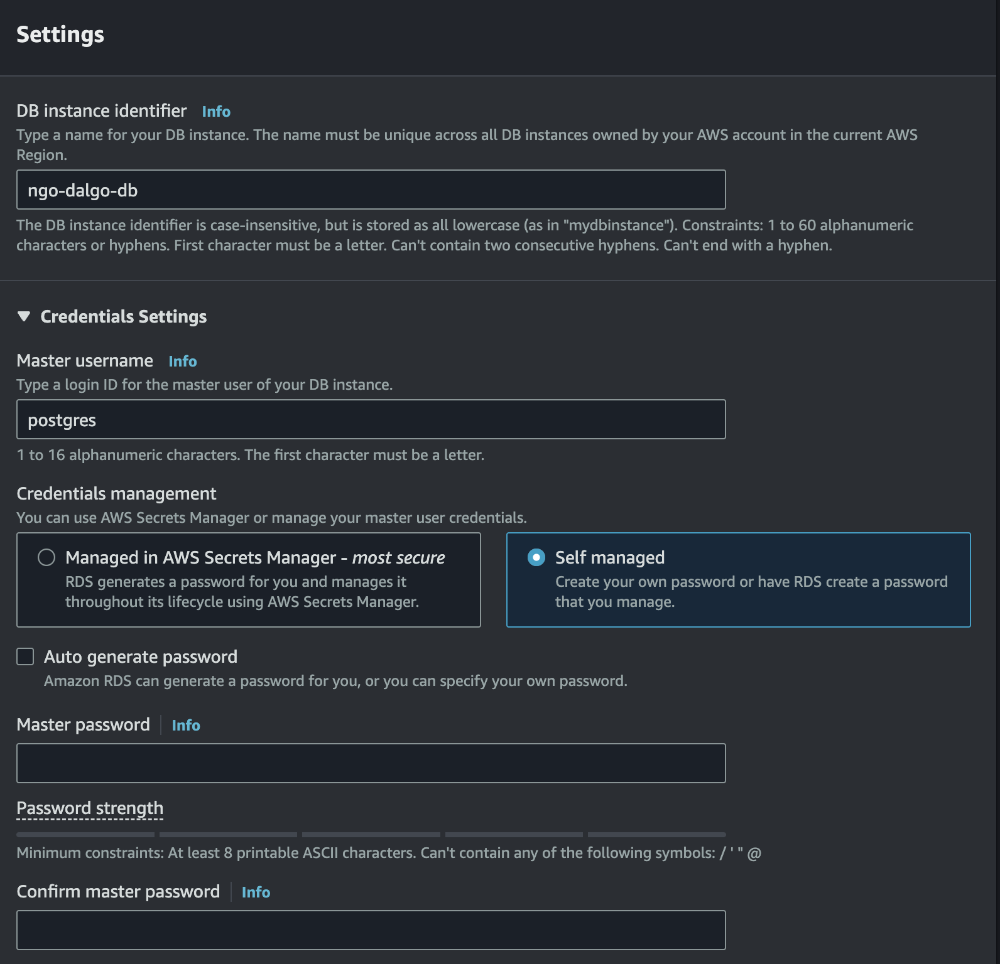 Settings
DB instance identifier Info
Type a name for your DB instance. The name must be unique across all DB instances owned by your AWS account in the current AWS
Region.
ngo-dalgo-db
The DB instance identifier is case-insensitive, but is stored as all lowercase (as in "mydbinstance"). Constraints: 1 to 60 alphanumeric
characters or hyphens. First character must be a letter. Can't contain two consecutive hyphens. Can't end with a hyphen.
Credentials Settings
Master username Info
Type a login ID for the master user of your DB instance.
postgres
1 to 16 alphanumeric characters. The first character must be a letter.
Credentials management
You can use AWS Secrets Manager or manage your master user credentials.
Managed in AWS Secrets Manager - most secure
RDS generates a password for you and manages it
throughout its lifecycle using AWS Secrets Manager.
Self managed
Create your own password or have RDS create a password
that you manage.
Auto generate password
Amazon RDS can generate a password for you, or you can specify your own password.
Master password Info
Password strength
Minimum constraints: At least 8 printable ASCII characters. Can't contain any of the following symbols: / ' " @
Confirm master password Info